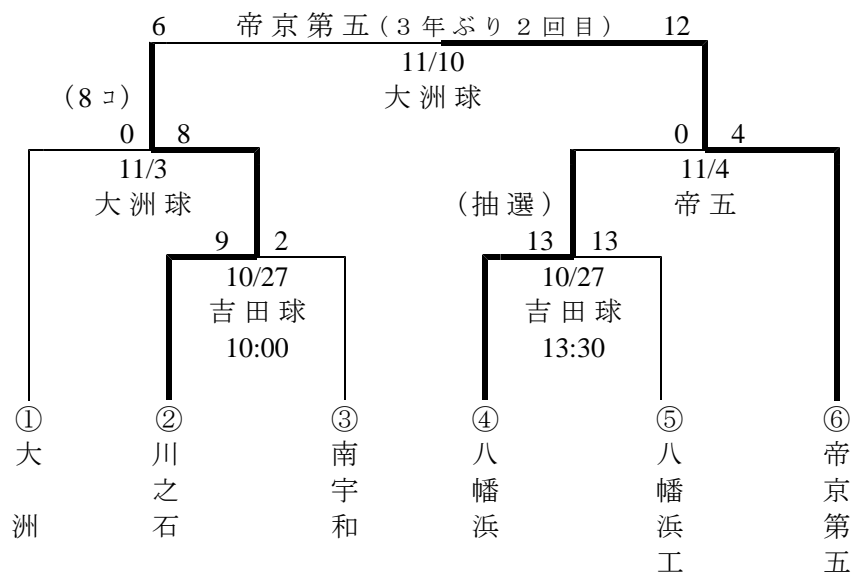 6 帝京第五(3年ぶり2回目) 12
11/10
(8コ) 大洲球
0 8 0 4
11/3 11/4
大洲球 (抽選) 帝五
9 2 13 13
10/27 10/27
吉田球 吉田球
10:00 13:30
① ② ③ ④ ⑤ ⑥
大洲
川之石
南宇和
八幡浜
八幡浜工
帝京第五